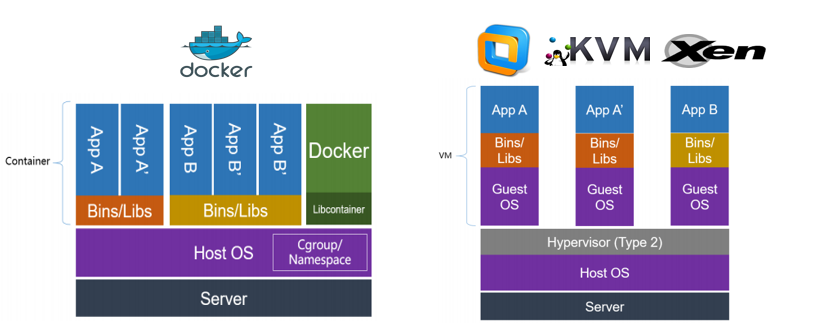 docker
Container
App A
App A'
App B
App B'
App B'
Docker
Bins/Libs
Bins/Libs
Libcontainer
Host OS
Cgroup/
Namespace
Server
KVM
Xen
VM
App A
App A'
App B
Bins/
Libs
Bins/
Libs
Bins/
Libs
Guest
OS
Guest
OS
Guest
OS
Hypervisor (Type 2)
Host OS
Server